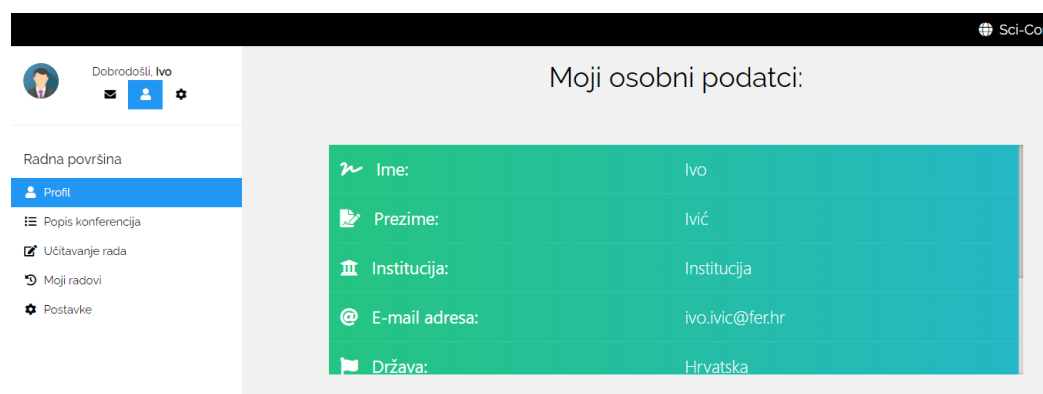 Sci-Co
Dobrodošli, Ivo
Moji osobni podatci:
Radna površina
Profil
Popis konferencija
Učitavanje rada
Moji radovi
Postavke
Ime: Ivo
Prezime: Ivić
Institucija: Institucija
E-mail adresa: ivo.ivic@fer.hr
Država: Hrvatska